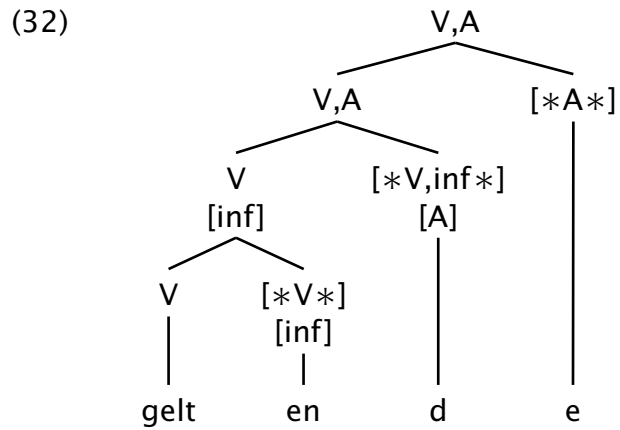 (32) V,A
V,A [∗A∗]
V [∗V,inf∗]
[inf] [A]
V [∗V∗]
[inf]
gelt en d e